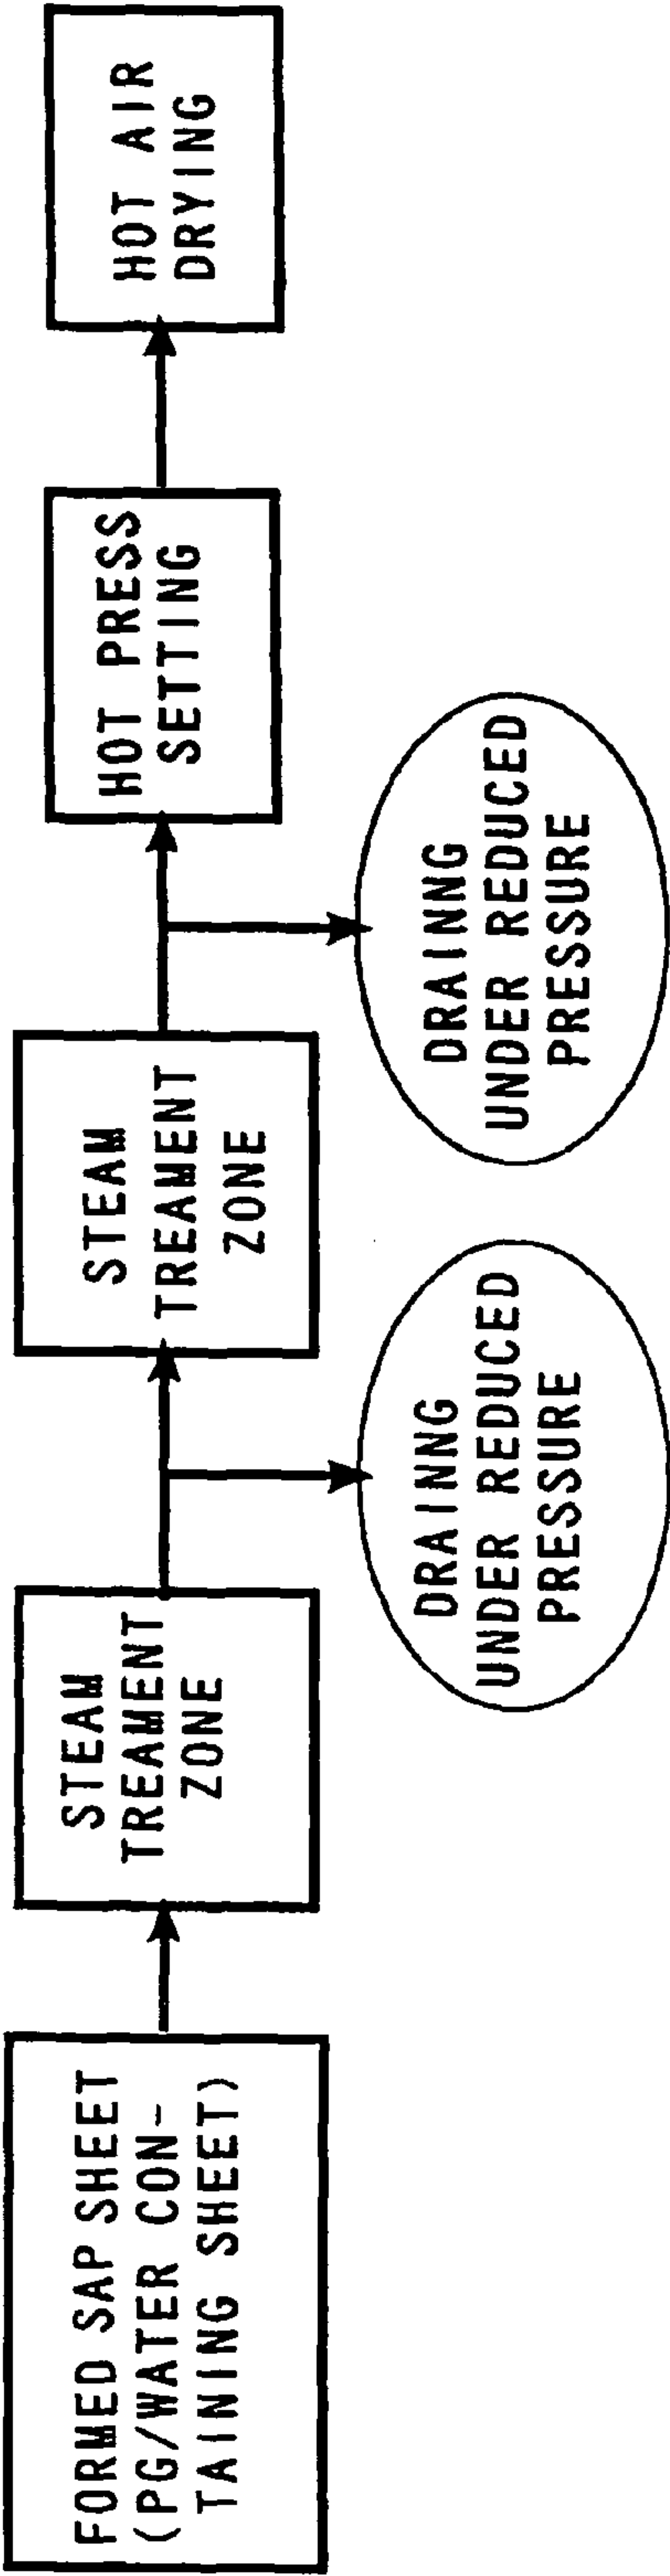 FORMED SAP SHEET
(PG/WATER CON-
TAINING SHEET)
STEAM
TREAMENT
ZONE
DRAINNG
UNDER REDUCED
PRESSURE
STEAM
TREAMENT
ZONE
DRAINNG
UNDER REDUCED
PRESSURE
HOT PRESS
SETTING
HOT AIR
DRYING